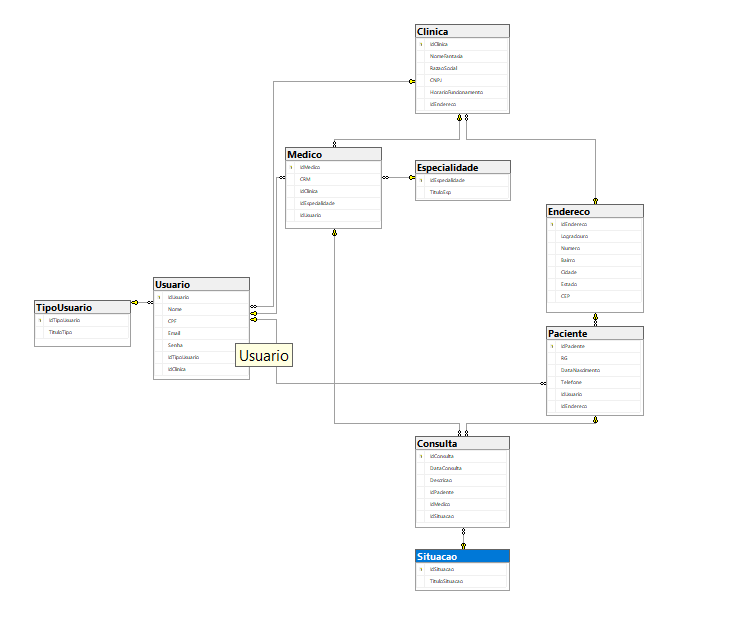 Clinica
IdClinica
NomeFantasia
RazaoSocial
CNPJ
HorarioFuncionamento
IdEndereco
Medico
IdMedico
CRM
IdClinica
IdEspecialidade
IdUsuario
Especialidade
IdEspecialidade
TituloEsp
Endereco
IdEndereco
Logradouro
Numero
Bairro
Cidade
Estado
CEP
Usuario
IdUsuario
Nome
CPF
Email
Senha
IdTipoUsuario
IdClinica
TipoUsuario
IdTipoUsuario
TituloTipo
Usuario
Paciente
IdPaciente
RG
DataNascimento
Telefone
IdUsuario
IdEndereco
Consulta
IdConsulta
DataConsulta
Descricao
IdPaciente
IdMedico
IdSituacao
Situacao
IdSituacao
TituloSituacao